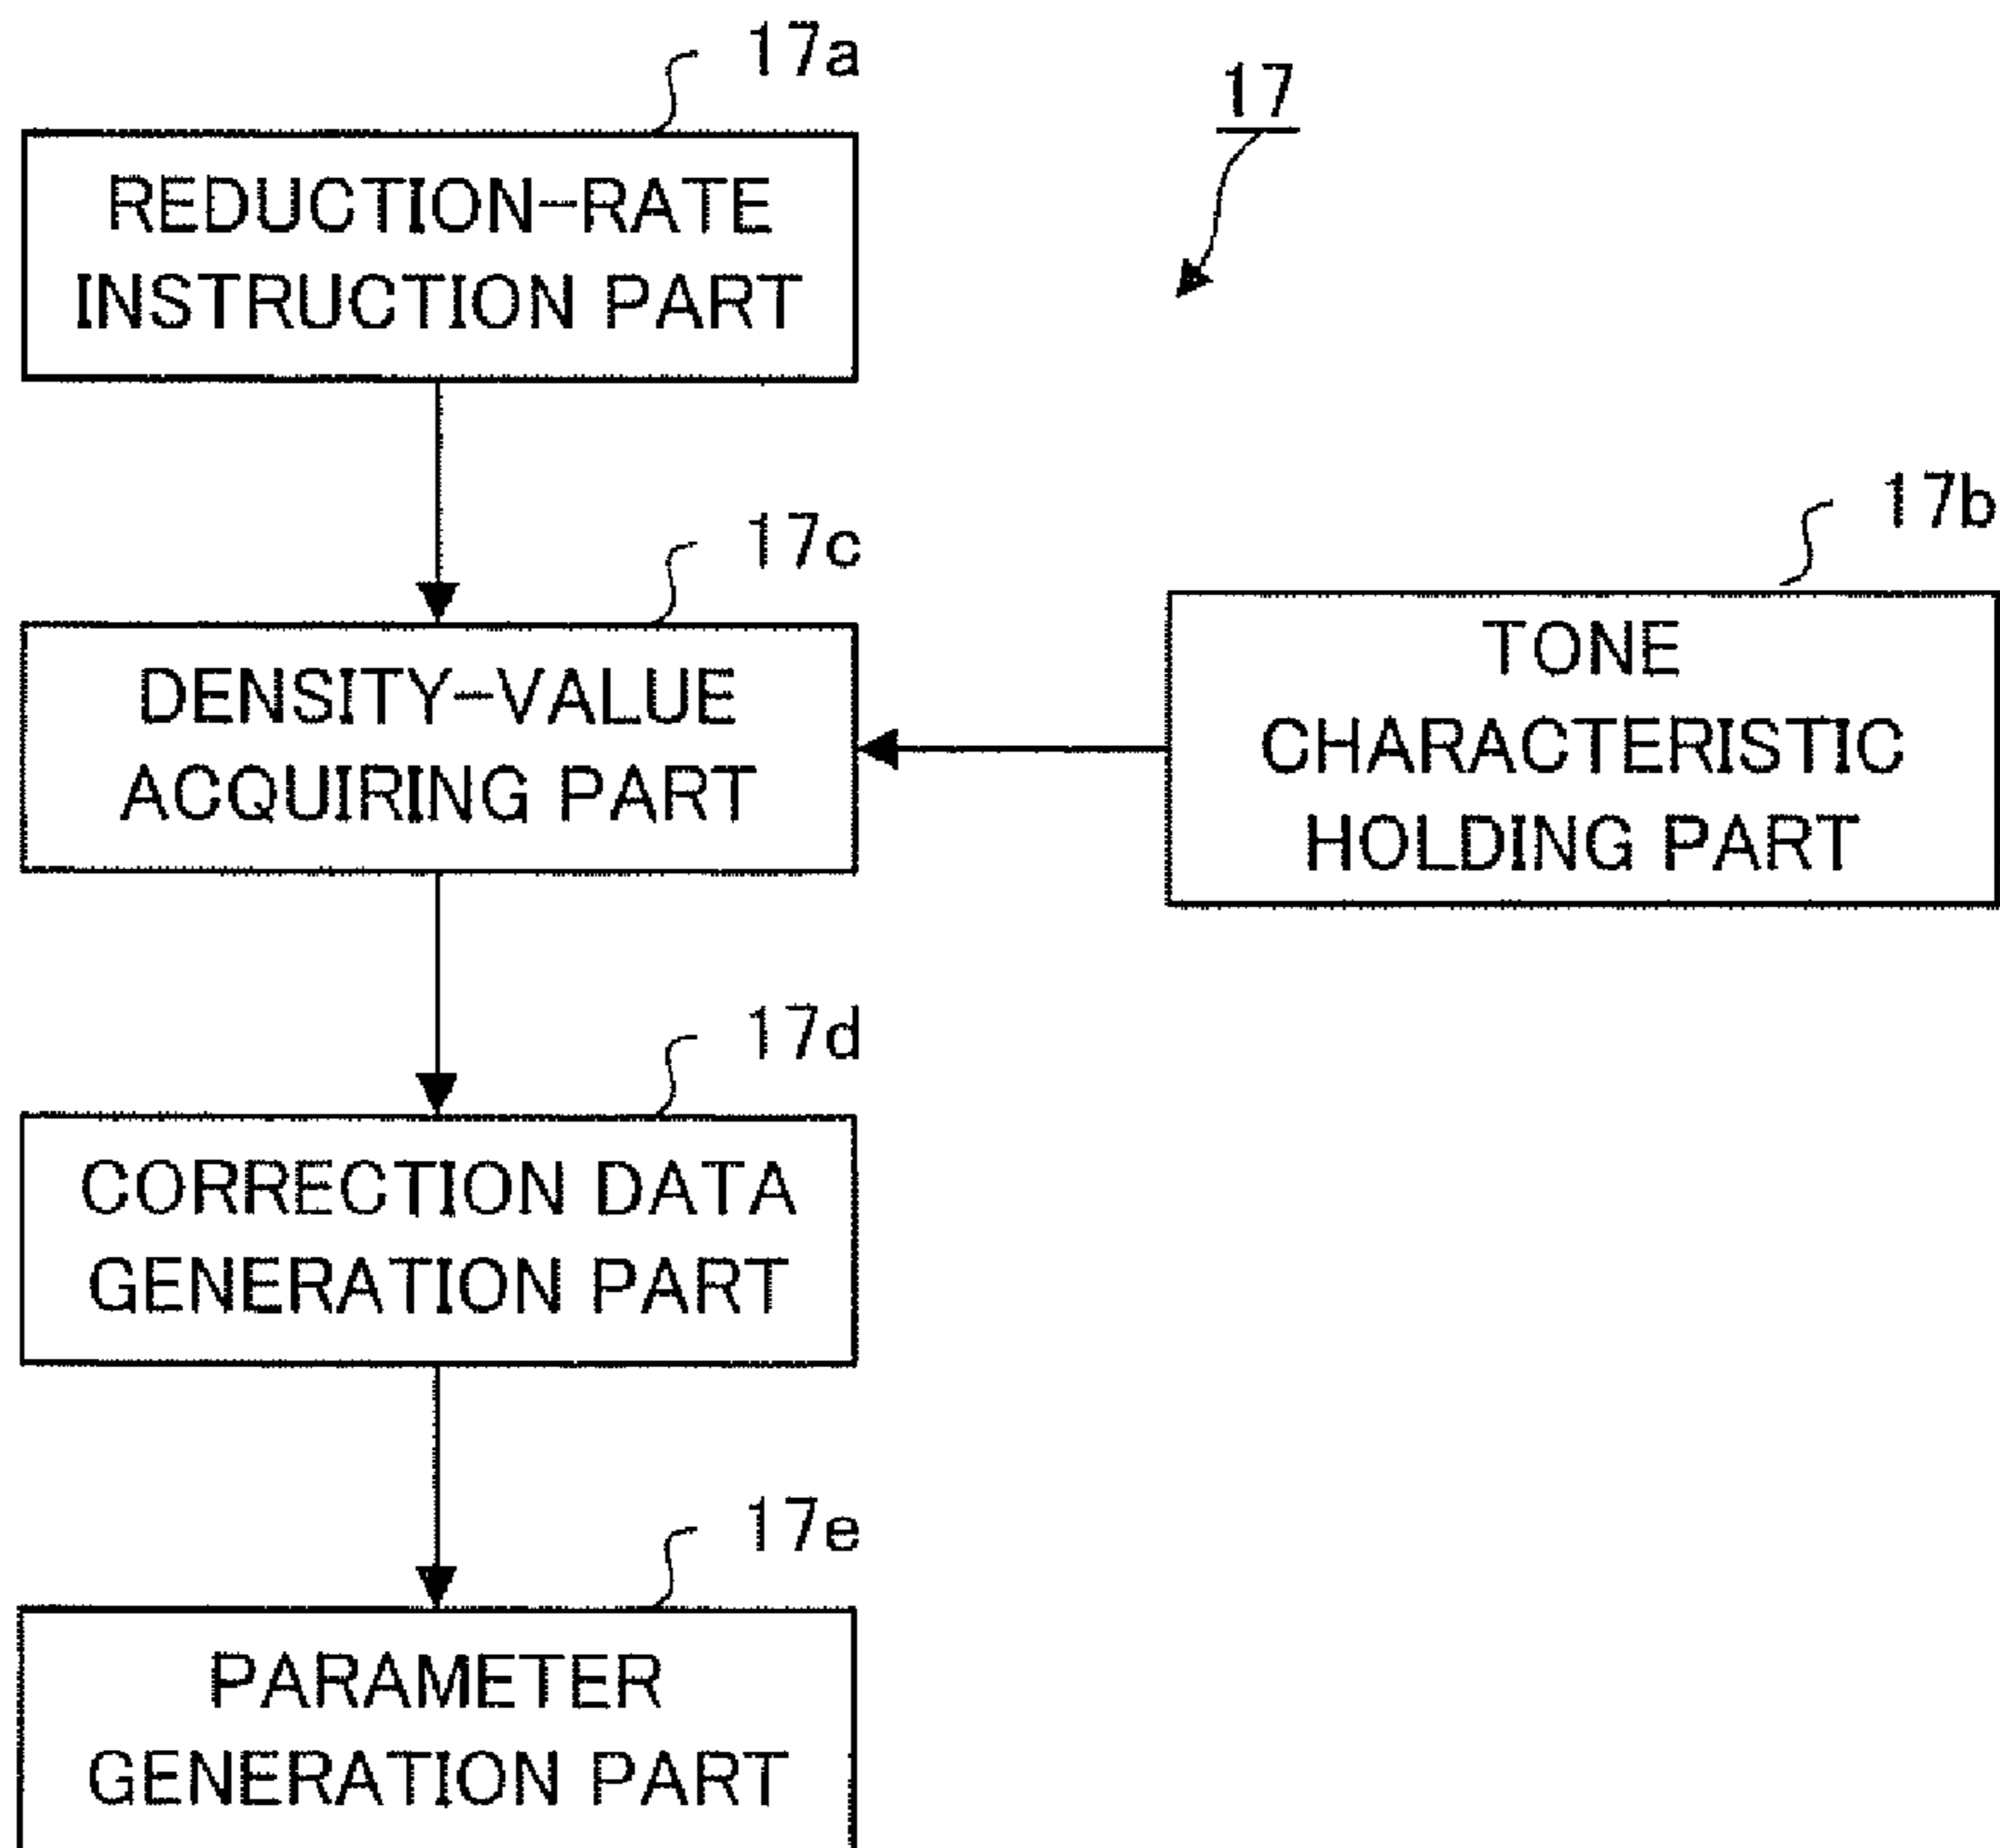 17a
17
REDUCTION-RATE
INSTRUCTION PART
17c
17b
DENSITY-VALUE
ACQUIRING PART
TONE
CHARACTERISTIC
HOLDING PART
17d
CORRECTION DATA
GENERATION PART
17e
PARAMETER
GENERATION PART